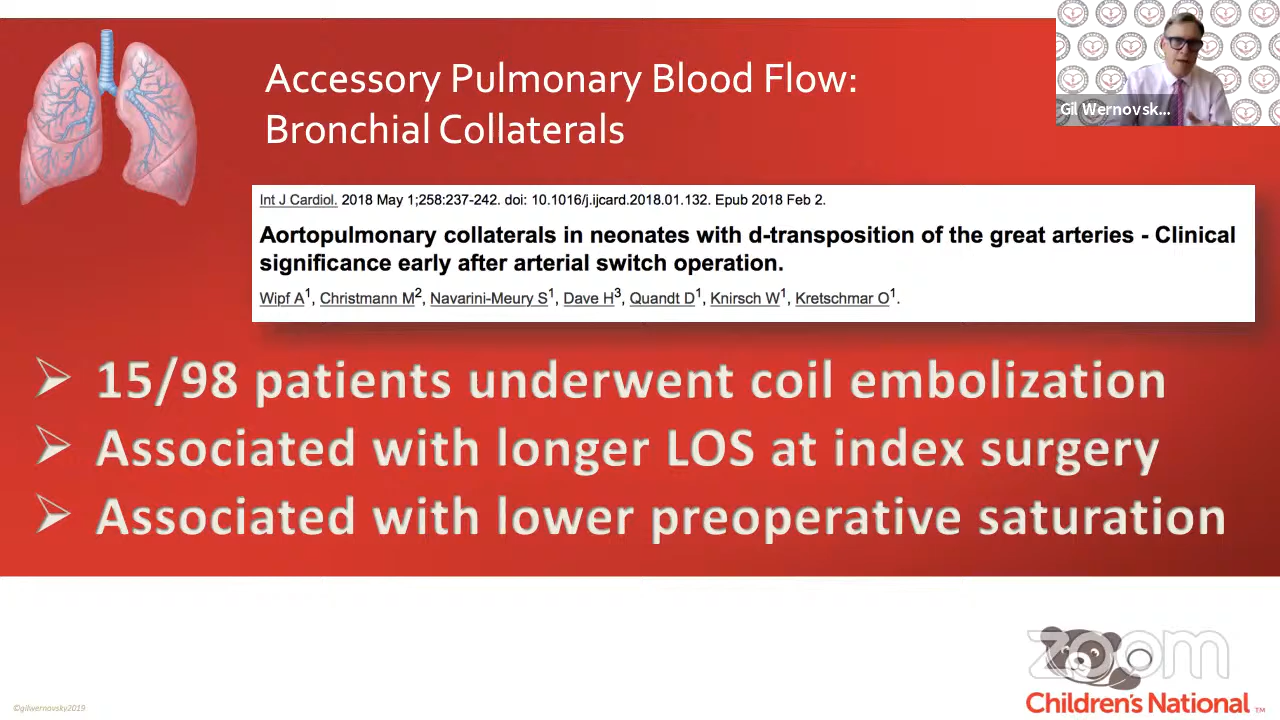 Accessory Pulmonary Blood Flow:
Bronchial Collaterals
Gil Wernovsk...
Int J Cardiol. 2018 May 1;258:237-242. doi: 10.1016/j.ijcard.2018.01.132. Epub 2018 Feb 2.
Aortopulmonary collaterals in neonates with d-transposition of the great arteries - Clinical
significance early after arterial switch operation.
Wipf A1, Christmann M2, Navarini-Meury S1, Dave H3, Quandt D1, Knirsch W1, Kretschmar O1.
➢ 15/98 patients underwent coil embolization
➢ Associated with longer LOS at index surgery
➢ Associated with lower preoperative saturation
zoom
Children's National ™
©gilwernovsky2019